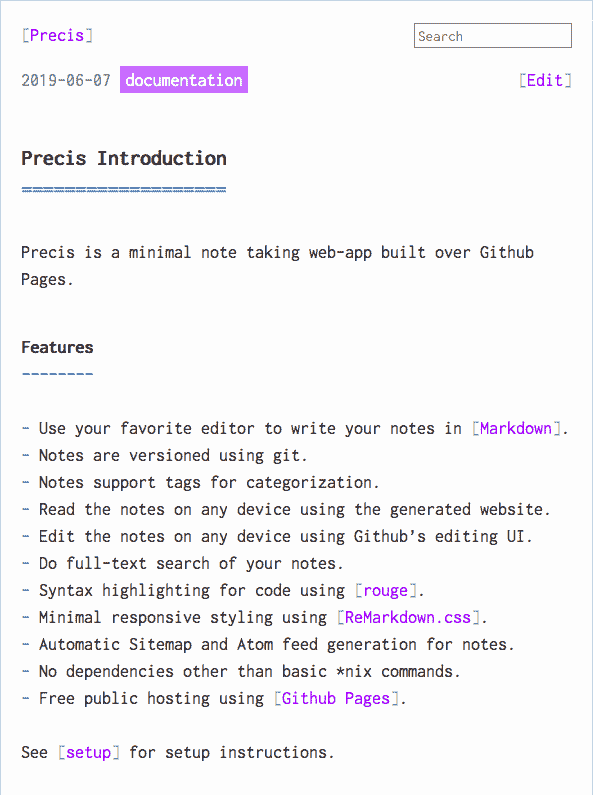 [Precis] Search
2019-06-07 documentation [Edit]
Precis Introduction
===================
Precis is a minimal note taking web-app built over Github
Pages.
Features
--------
- Use your favorite editor to write your notes in [Markdown].
- Notes are versioned using git.
- Notes support tags for categorization.
- Read the notes on any device using the generated website.
- Edit the notes on any device using Github's editing UI.
- Do full-text search of your notes.
- Syntax highlighting for code using [rouge].
- Minimal responsive styling using [ReMarkdown.css].
- Automatic Sitemap and Atom feed generation for notes.
- No dependencies other than basic *nix commands.
- Free public hosting using [Github Pages].
See [setup] for setup instructions.